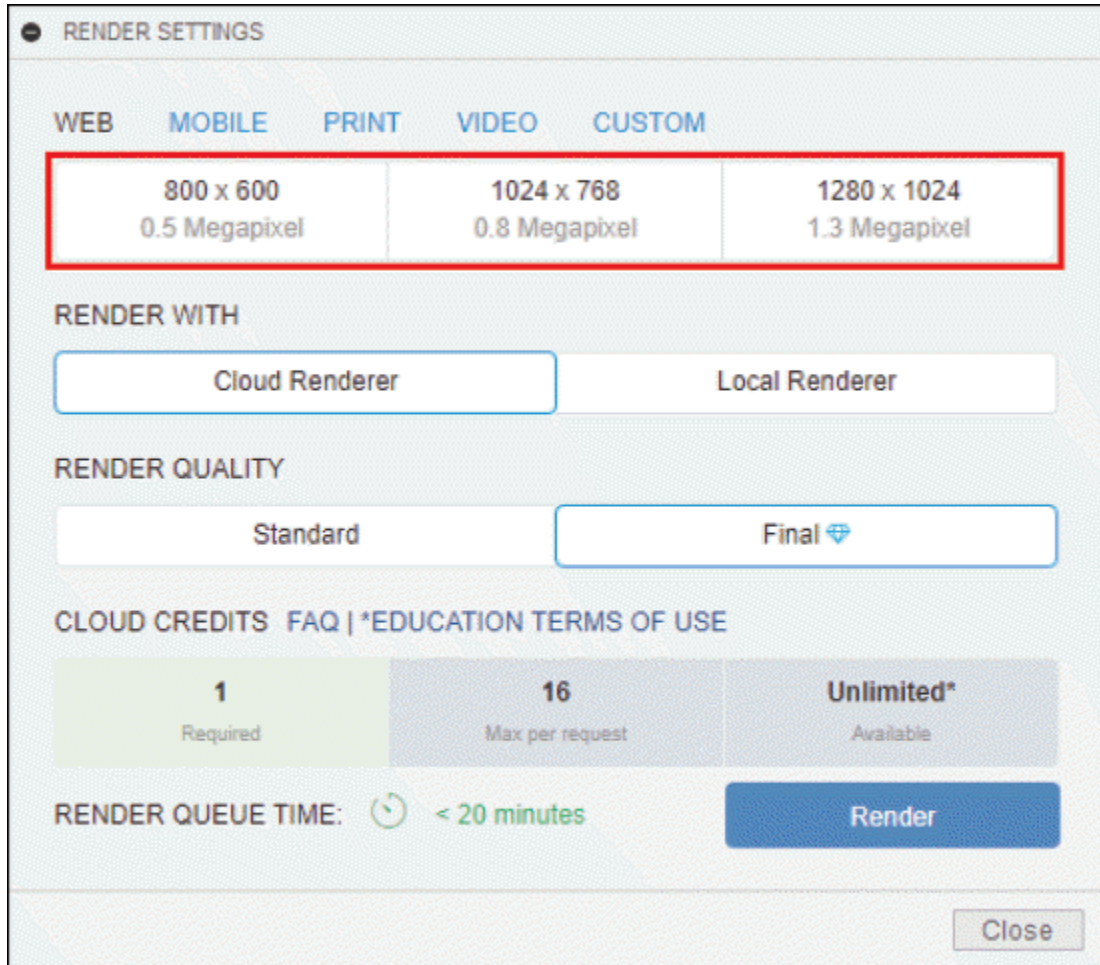 RENDER SETTINGS
WEB MOBILE PRINT VIDEO CUSTOM
800 x 600 1024 x 768 1280 x 1024
0.5 Megapixel 0.8 Megapixel 1.3 Megapixel
RENDER WITH
Cloud Renderer Local Renderer
RENDER QUALITY
Standard Final
CLOUD CREDITS FAQ | *EDUCATION TERMS OF USE
1 16 Unlimited*
Required Max per request Available
RENDER QUEUE TIME: < 20 minutes Render
Close